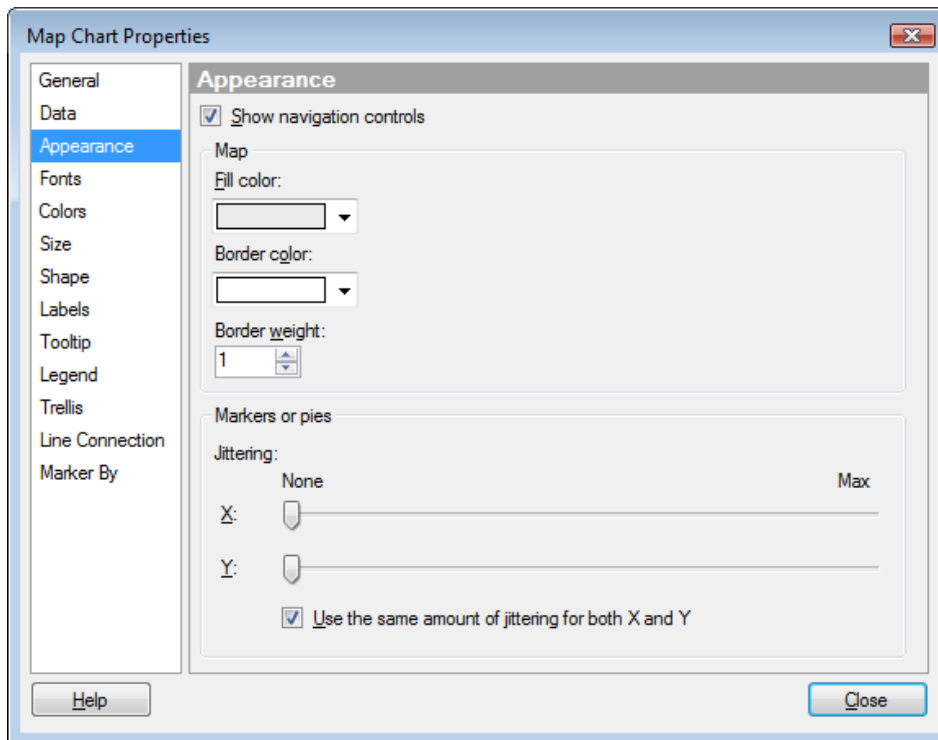 Map Chart Properties
General
Data
Appearance
Fonts
Colors
Size
Shape
Labels
Tooltip
Legend
Trellis
Line Connection
Marker By
Appearance
Show navigation controls
Map
Fill color:
Border color:
Border weight:
1
Markers or pies
Jittering:
None Max
X:
Y:
Use the same amount of jittering for both X and Y
Help Close